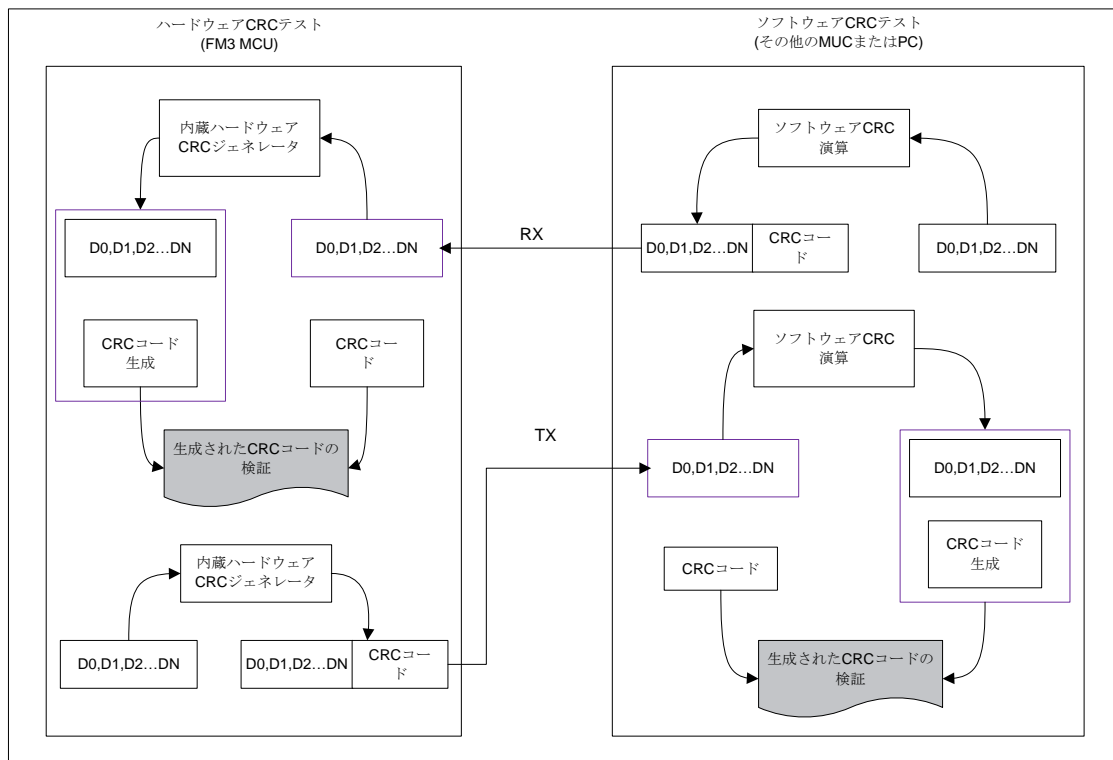 ハードウェアCRCテスト
(FM3 MCU)
内蔵ハードウェア
CRCジェネレータ
D0,D1,D2…DN
D0,D1,D2…DN
CRCコード
生成
CRCコー
ド
生成されたCRCコードの
検証
内蔵ハードウェア
CRCジェネレータ
D0,D1,D2…DN
D0,D1,D2…DN
CRCコー
ド
RX
TX
ソフトウェアCRCテスト
(その他のMUCまたはPC)
ソフトウェアCRC
演算
D0,D1,D2…DN
CRCコー
ド
D0,D1,D2…DN
ソフトウェアCRC
演算
D0,D1,D2…DN
D0,D1,D2…DN
CRCコード
CRCコード
生成
生成されたCRCコードの
検証